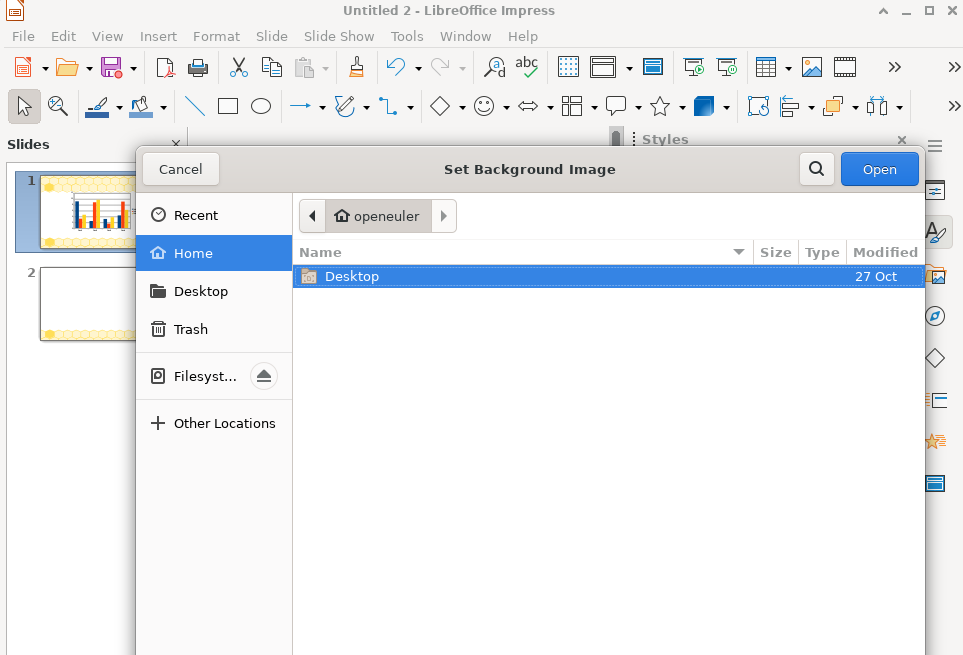 Untitled 2 - LibreOffice Impress
File Edit View Insert Format Slide Slide Show Tools Window Help
abc
Slides
Styles
1
2
Cancel
Set Background Image
Open
Recent
Home
Desktop
Trash
Filesyst...
Other Locations
openeuler
Name Size Type Modified
Desktop 27 Oct